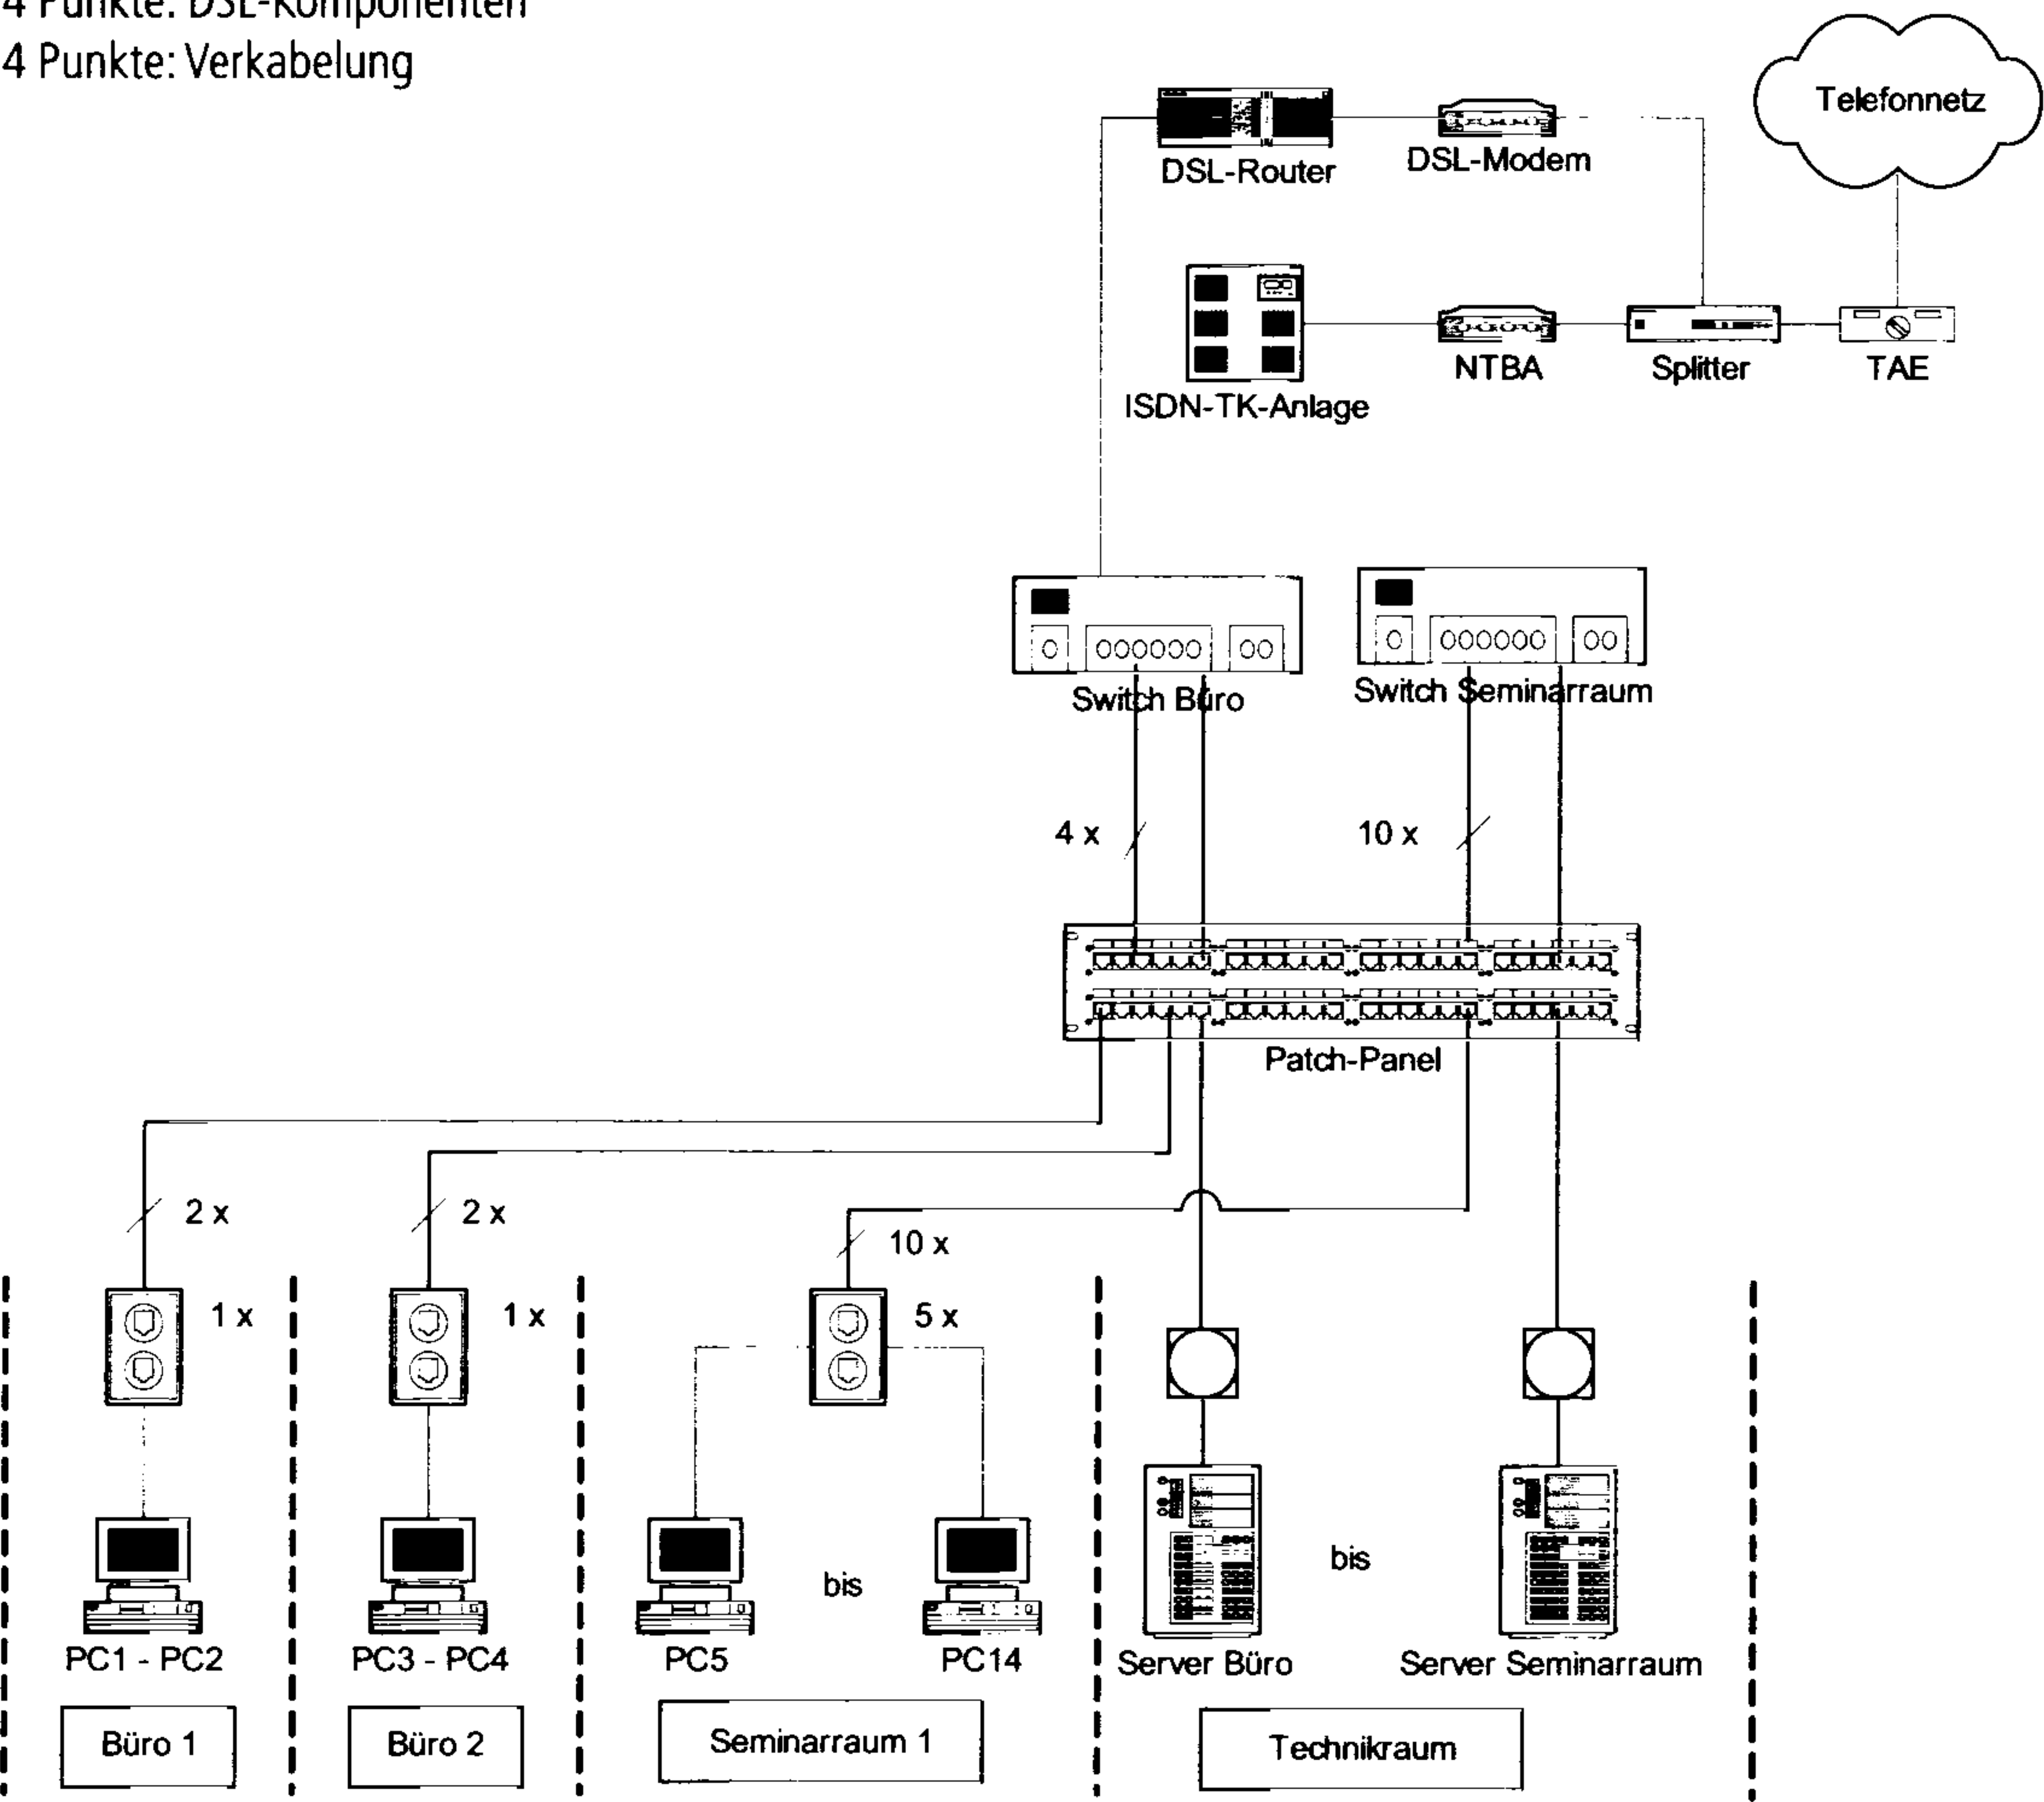 4 Punkte: DSL-Komponenten
4 Punkte: Verkabelung
Telefonnetz
DSL-Router
DSL-Modem
ISDN-TK-Anlage
NTBA
Splitter
TAE
Switch Büro
Switch Seminarraum
4 x
10 x
Patch-Panel
2 x
2 x
10 x
1 x
1 x
5 x
bis
bis
PC1 - PC2
PC3 - PC4
PC5
PC14
Server Büro
Server Seminarraum
Büro 1
Büro 2
Seminarraum 1
Technikraum